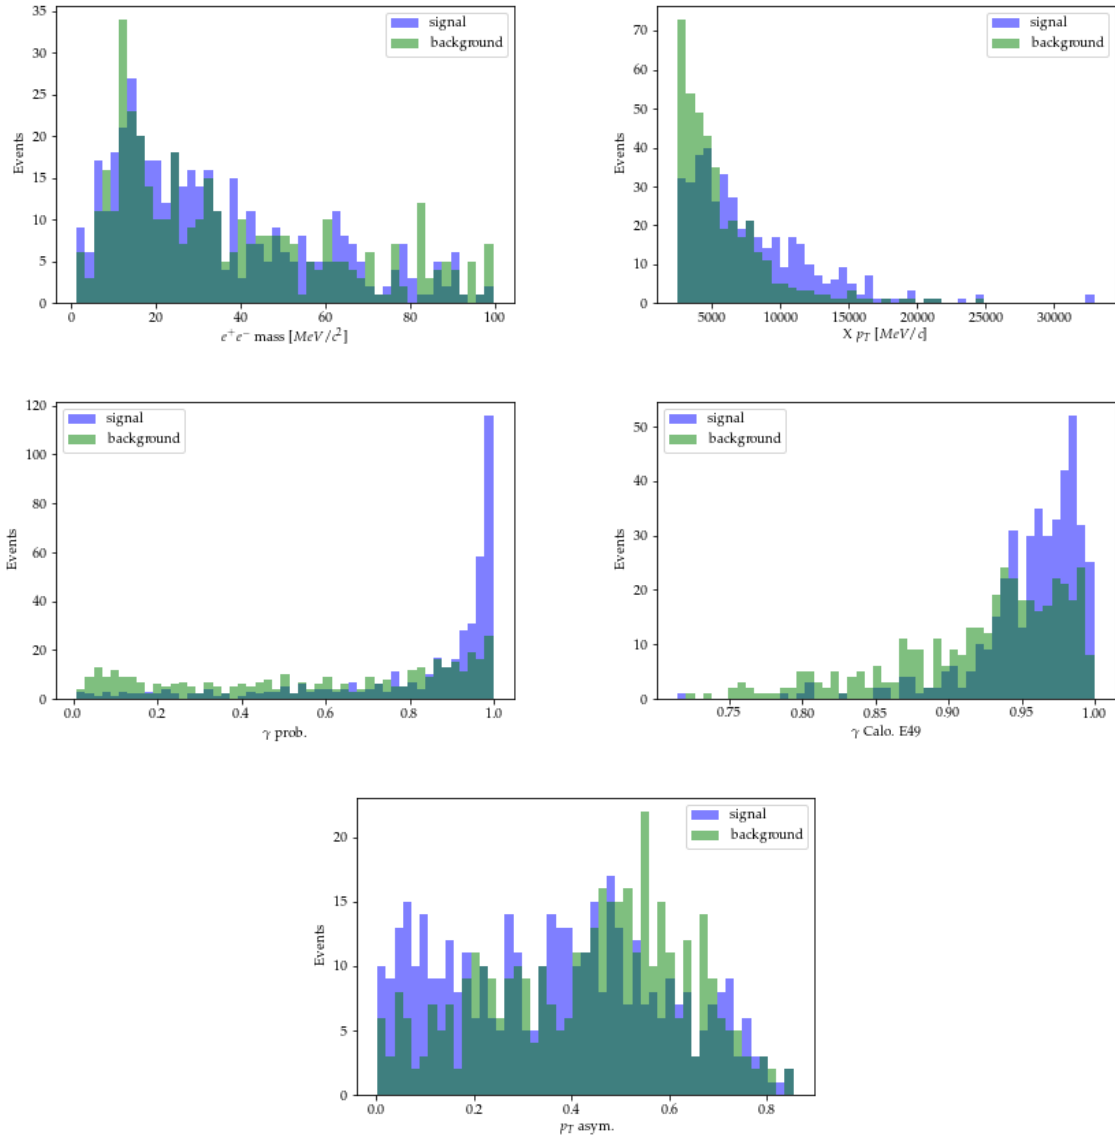 35
30
25
20
15
10
5
0
Events
signal
background
0 20 40 60 80 100
e⁺e⁻ mass [MeV/c²]
70
60
50
40
30
20
10
0
Events
signal
background
5000 10000 15000 20000 25000 30000
X p_T [MeV/c]
120
100
80
60
40
20
0
Events
signal
background
0.0 0.2 0.4 0.6 0.8 1.0
γ prob.
50
40
30
20
10
0
Events
signal
background
0.75 0.80 0.85 0.90 0.95 1.00
γ Calo. E49
20
15
10
5
0
Events
signal
background
0.0 0.2 0.4 0.6 0.8
p_T asym.